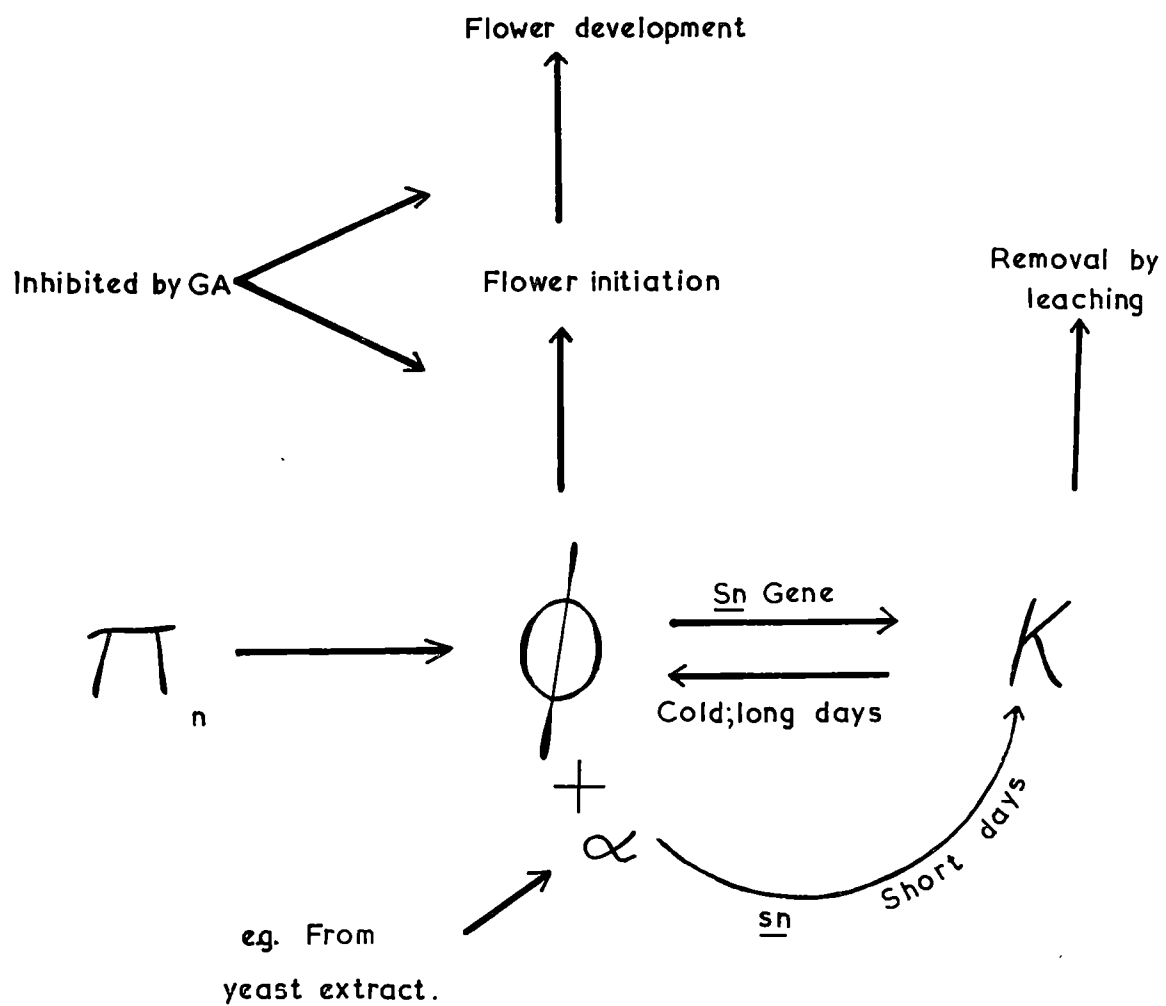 Flower development
Inhibited by GA
Flower initiation
Removal by
leaching
Sn Gene
π n
φ
K
Cold;long days
+
∝
Short days
sn
e.g. From
yeast extract.